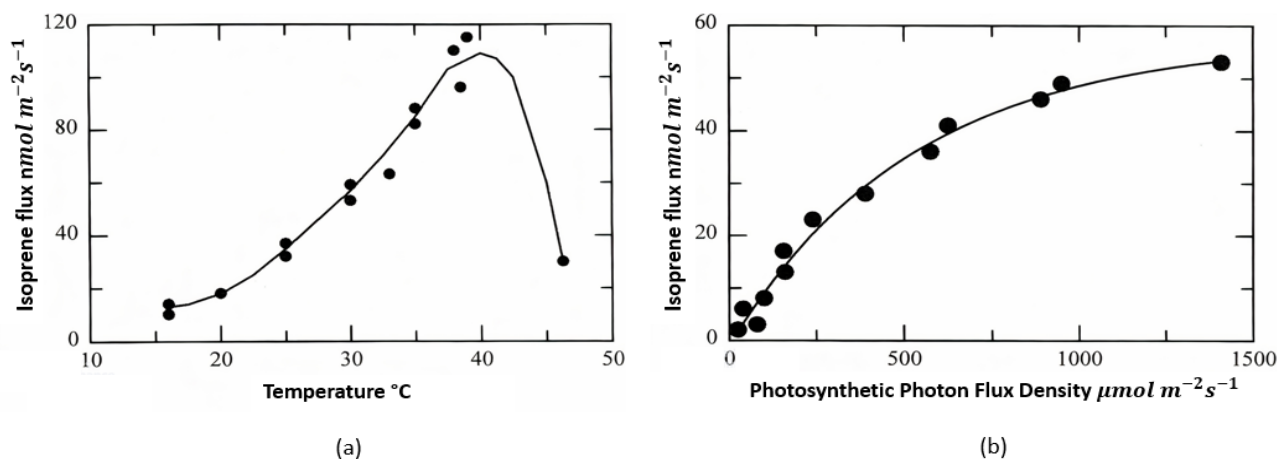 Isoprene flux nmol m⁻²s⁻¹
120
80
40
0
10
20
30
40
50
Temperature °C
(a)
Isoprene flux nmol m⁻²s⁻¹
60
40
20
0
0
500
1000
1500
Photosynthetic Photon Flux Density μmol m⁻²s⁻¹
(b)